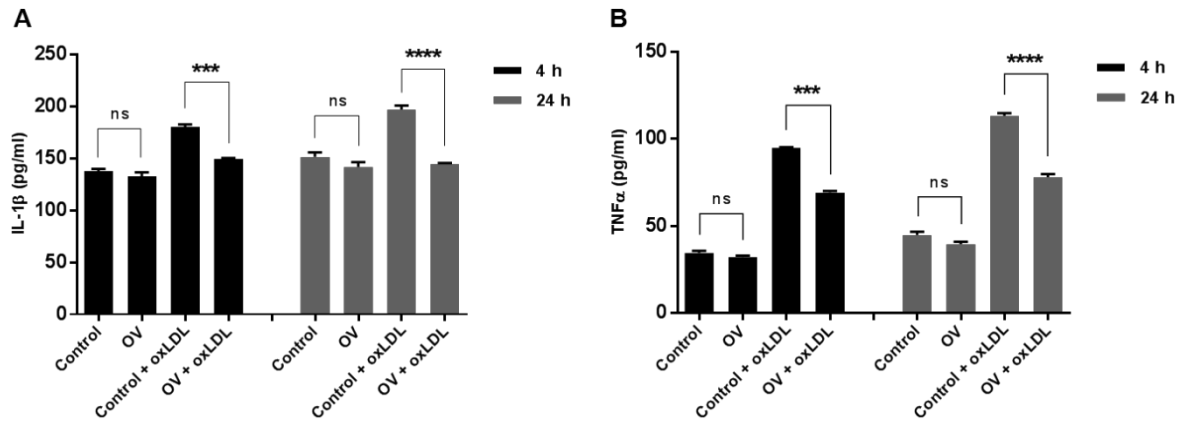 A
IL-1β (pg/ml)
250
200
150
100
50
0
ns
***
ns
****
4 h
24 h
Control
OV
Control + oxLDL
OV + oxLDL
Control
OV
Control + oxLDL
OV + oxLDL
B
TNFα (pg/ml)
150
100
50
0
ns
***
ns
****
4 h
24 h
Control
OV
Control + oxLDL
OV + oxLDL
Control
OV
Control + oxLDL
OV + oxLDL